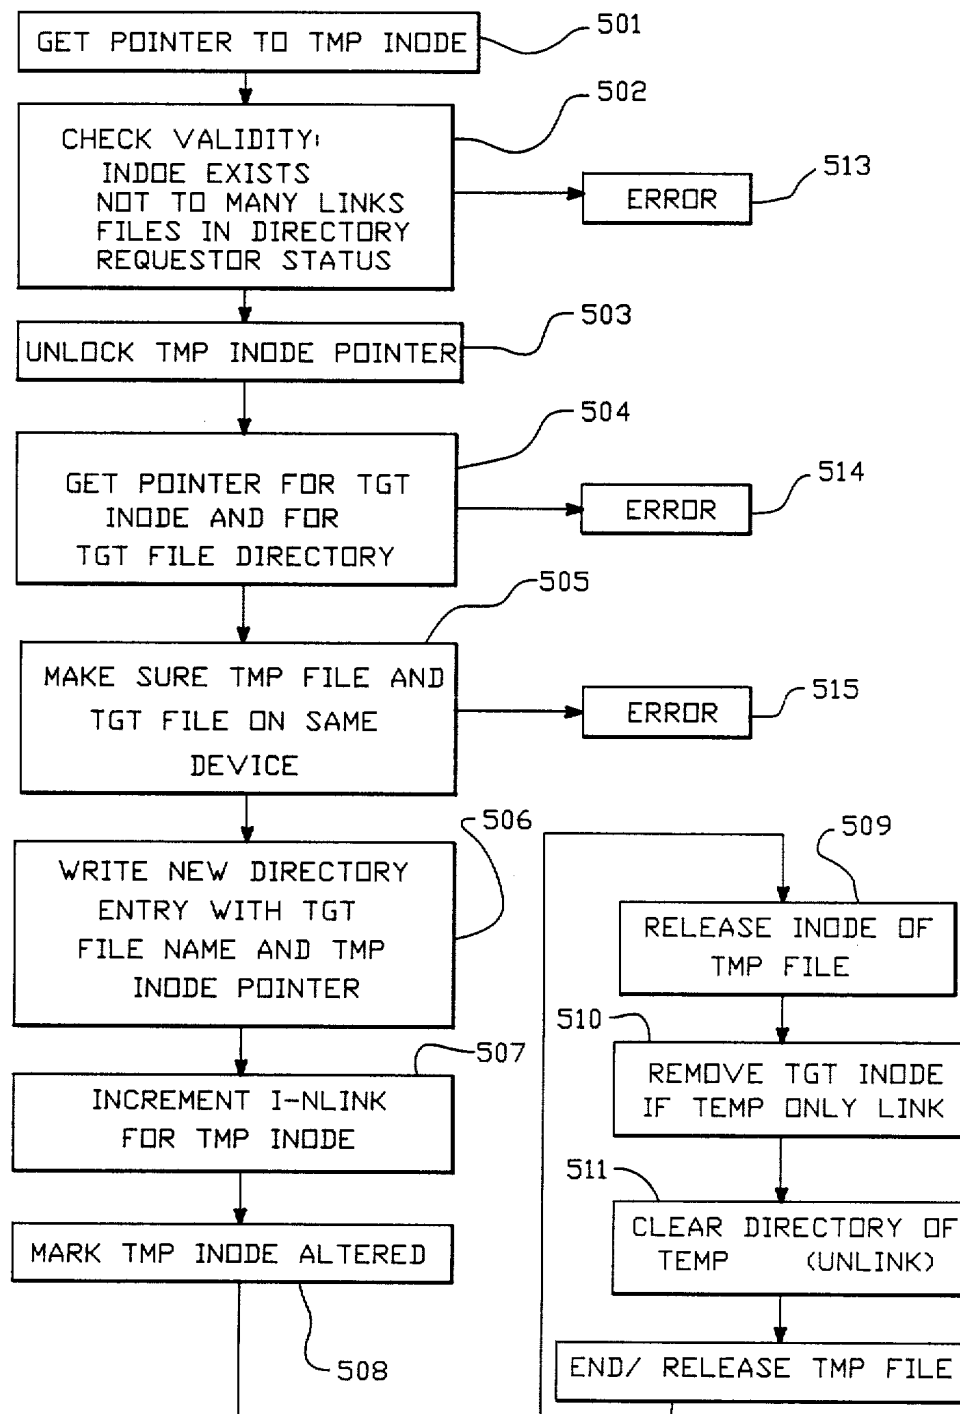 GET POINTER TO TMP INODE
501
CHECK VALIDITY:
INDOE EXISTS
NOT TO MANY LINKS
FILES IN DIRECTORY
REQUESTOR STATUS
502
ERROR
513
UNLOCK TMP INODE POINTER
503
GET POINTER FOR TGT
INODE AND FOR
TGT FILE DIRECTORY
504
ERROR
514
MAKE SURE TMP FILE AND
TGT FILE ON SAME
DEVICE
505
ERROR
515
WRITE NEW DIRECTORY
ENTRY WITH TGT
FILE NAME AND TMP
INODE POINTER
506
INCREMENT I-NLINK
FOR TMP INODE
507
MARK TMP INODE ALTERED
508
509
RELEASE INODE OF
TMP FILE
510
REMOVE TGT INODE
IF TEMP ONLY LINK
511
CLEAR DIRECTORY OF
TEMP (UNLINK)
END/ RELEASE TMP FILE